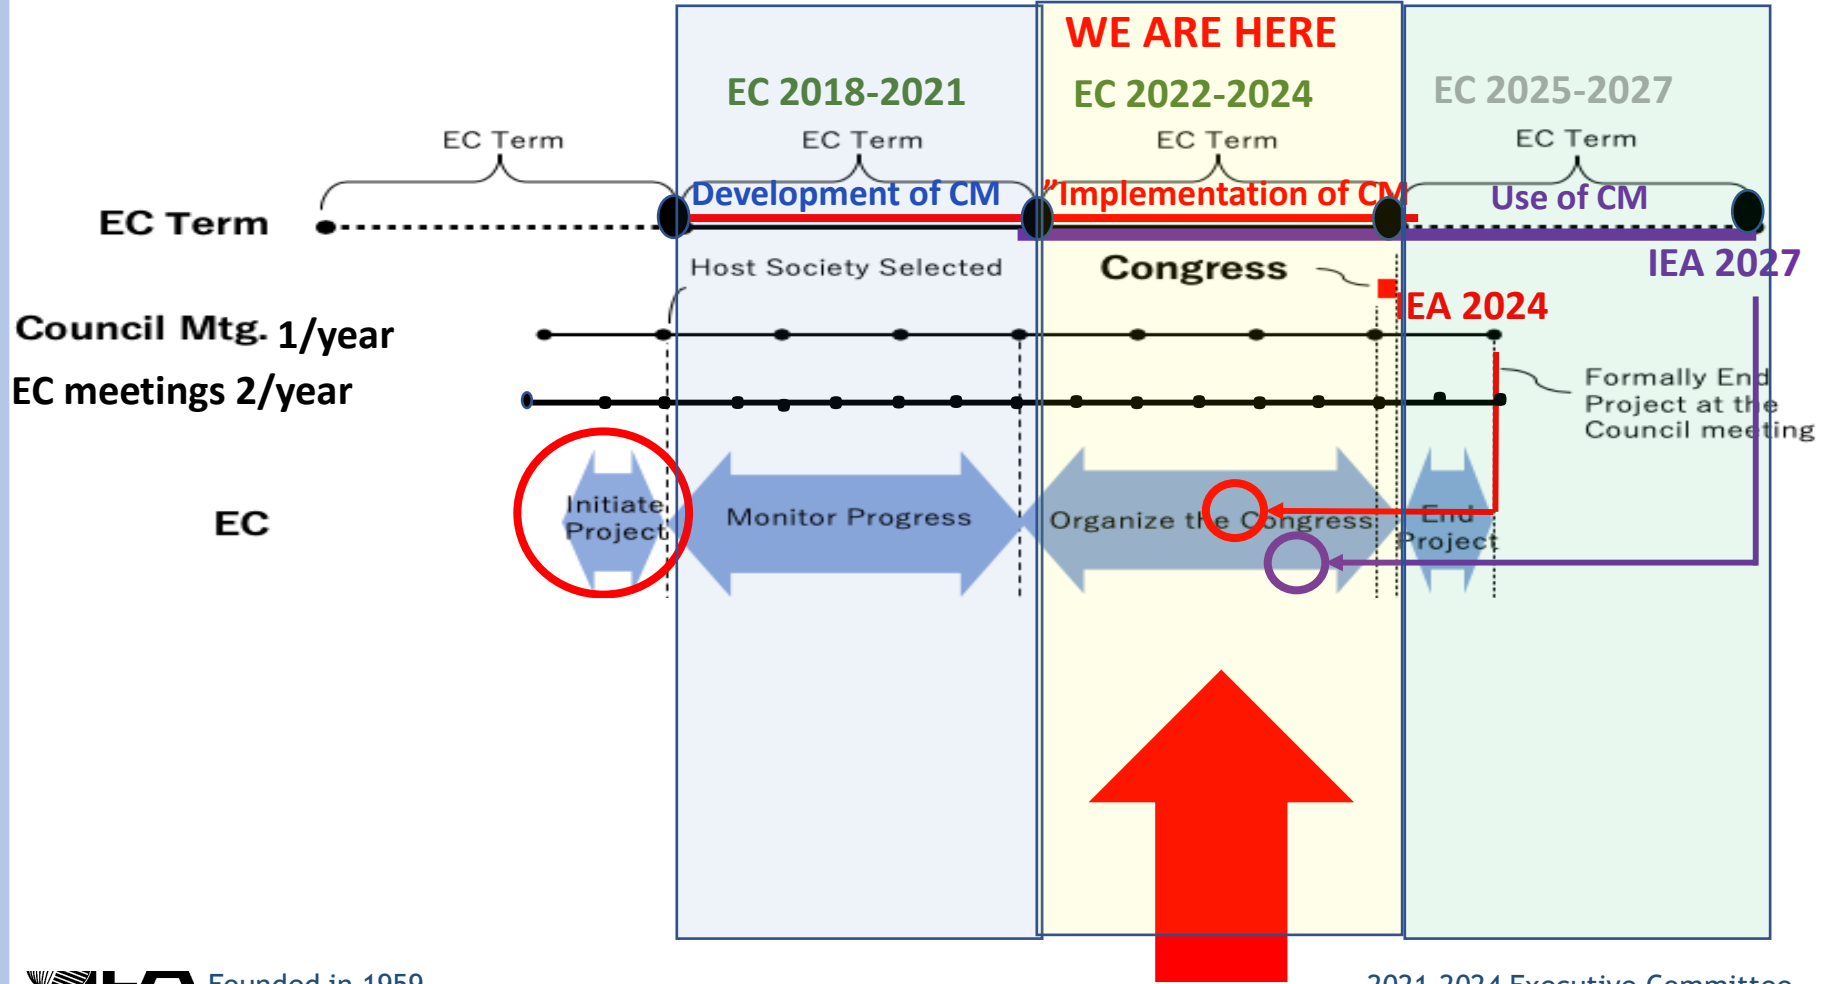 WE ARE HERE
EC 2018-2021
EC 2022-2024
EC 2025-2027
EC Term
EC Term
EC Term
EC Term
Development of CM
”Implementation of CM
Use of CM
EC Term
Host Society Selected
Congress
IEA 2027
IEA 2024
Council Mtg. 1/year
EC meetings 2/year
Formally End
Project at the
Council meeting
EC
Initiate
Project
Monitor Progress
Organize the Congress
End
Project
Founded in 1959
2021-2024 Executive Committee